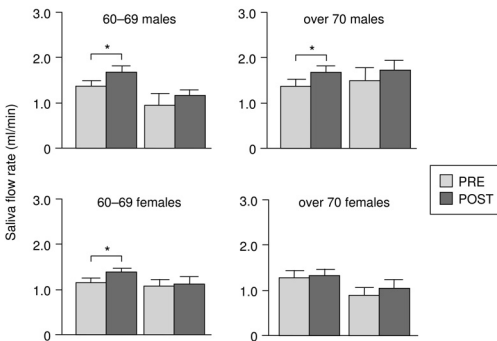 60–69 males
3.0
2.0
1.0
0
*
over 70 males
3.0
2.0
1.0
0
*
Saliva flow rate (ml/min)
PRE
POST
60–69 females
3.0
2.0
1.0
0
*
over 70 females
3.0
2.0
1.0
0